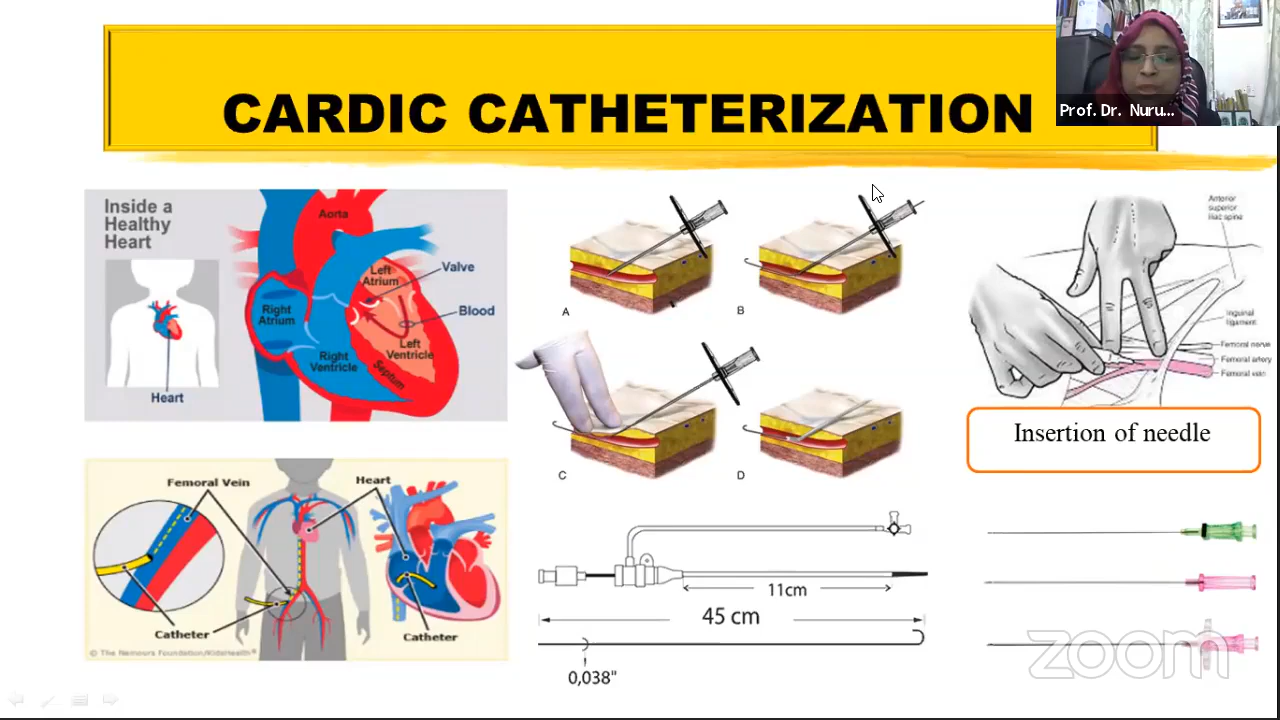 CARDIC CATHETERIZATION
Prof. Dr. Nuru...
Inside a
Healthy
Heart
Aorta
Left
Atrium
Valve
Right
Atrium
Blood
Left
Ventricle
Right
Ventricle
Septum
Heart
A
B
C
D
Anterior
superior
iliac spine
Inguinal
ligament
Femoral nerve
Femoral artery
Femoral vein
Insertion of needle
Femoral Vein
Heart
Catheter
Catheter
© The Nemours Foundation/KidsHealth®
11cm
45 cm
0,038"
zoom